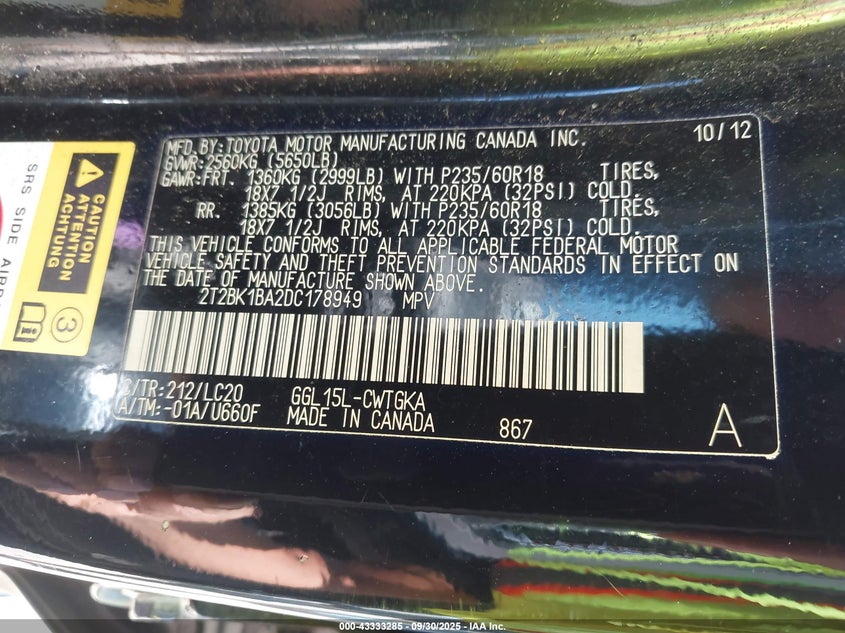 MFD. BY: TOYOTA MOTOR MANUFACTURING CANADA INC. 10/12
GVWR: 2560KG (5650LB)
GAWR: FRT. 1360KG (2999LB) WITH P235/60R18 TIRES,
18X7 1/2J RIMS, AT 220KPA (32PSI) COLD.
RR. 1385KG (3056LB) WITH P235/60R18 TIRES,
18X7 1/2J RIMS, AT 220KPA (32PSI) COLD.
THIS VEHICLE CONFORMS TO ALL APPLICABLE FEDERAL MOTOR
VEHICLE SAFETY AND THEFT PREVENTION STANDARDS IN EFFECT ON
THE DATE OF MANUFACTURE SHOWN ABOVE.
2T2BK1BA2DC178949 MPV
C/TR: 212/LC20 GGL15L-CWTGKA
A/TM: -01A/U660F MADE IN CANADA 867 A
CAUTION
ATTENTION
ACHTUNG
SRS SIDE
3
000-43333285 - 09/30/2025 - IAA Inc.